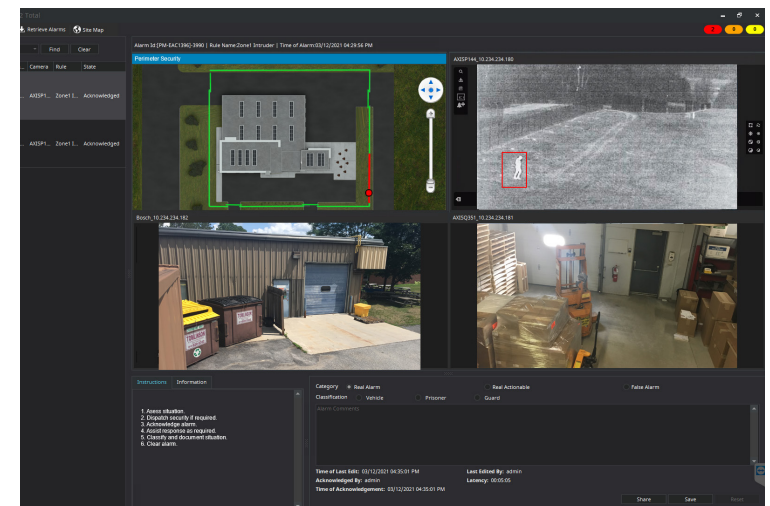 Retrieve Alarms Site Map
2 0 0
Find Clear
Alarm Id:[PM-EAC1396]-3990 | Rule Name:Zone1 Intruder | Time of Alarm:03/12/2021 04:29:56 PM
... Camera Rule State
... AXISP1... Zone1 I... Acknowledged
... AXISP1... Zone1 I... Acknowledged
Perimeter Security
AXISP144_10.234.234.180
Bosch_10.234.234.182
AXISQ351_10.234.234.181
Instructions Information
1. Asess situation.
2. Dispatch security if required.
3. Acknowledge alarm.
4. Assist response as required.
5. Classify and document situation.
6. Clear alarm.
Category Real Alarm Real Actionable False Alarm
Classification Vehicle Prisoner Guard
Alarm Comments
Time of Last Edit: 03/12/2021 04:35:01 PM Last Edited By: admin
Acknowledged By: admin Latency: 00:05:05
Time of Acknowledgement: 03/12/2021 04:35:01 PM
Share Save Reset